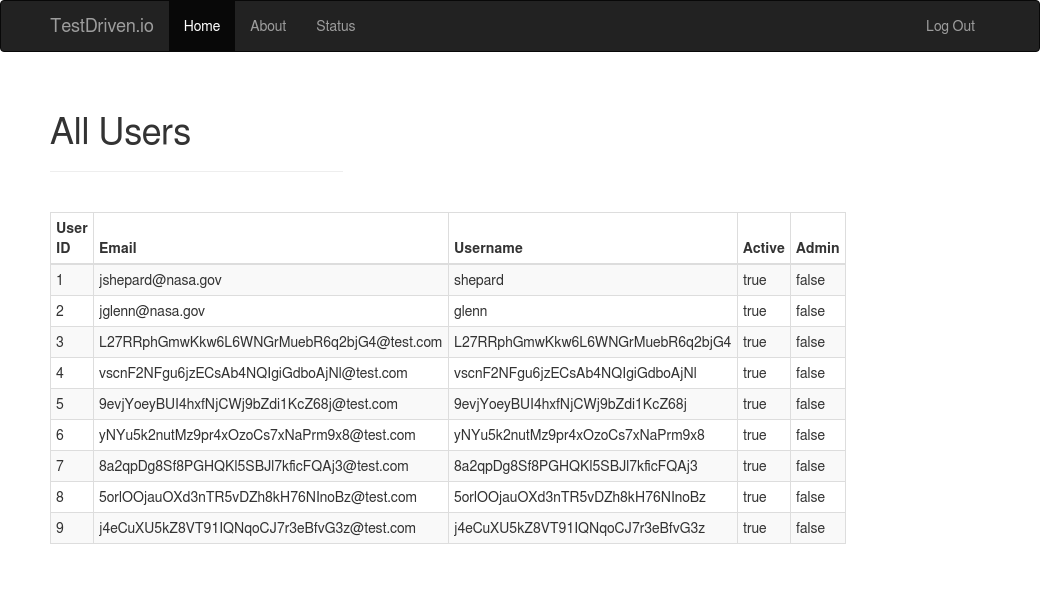 TestDriven.io Home About Status Log Out
All Users
User
ID Email Username Active Admin
1 jshepard@nasa.gov shepard true false
2 jglenn@nasa.gov glenn true false
3 L27RRphGmwKkw6L6WNGrMuebR6q2bjG4@test.com L27RRphGmwKkw6L6WNGrMuebR6q2bjG4 true false
4 vscnF2NFgu6jzECsAb4NQIgiGdboAjNl@test.com vscnF2NFgu6jzECsAb4NQIgiGdboAjNl true false
5 9evjYoeyBUI4hxfNjCWj9bZdi1KcZ68j@test.com 9evjYoeyBUI4hxfNjCWj9bZdi1KcZ68j true false
6 yNYu5k2nutMz9pr4xOzoCs7xNaPrm9x8@test.com yNYu5k2nutMz9pr4xOzoCs7xNaPrm9x8 true false
7 8a2qpDg8Sf8PGHQKl5SBJl7kficFQAj3@test.com 8a2qpDg8Sf8PGHQKl5SBJl7kficFQAj3 true false
8 5orlOOjauOXd3nTR5vDZh8kH76NInoBz@test.com 5orlOOjauOXd3nTR5vDZh8kH76NInoBz true false
9 j4eCuXU5kZ8VT91IQNqoCJ7r3eBfvG3z@test.com j4eCuXU5kZ8VT91IQNqoCJ7r3eBfvG3z true false